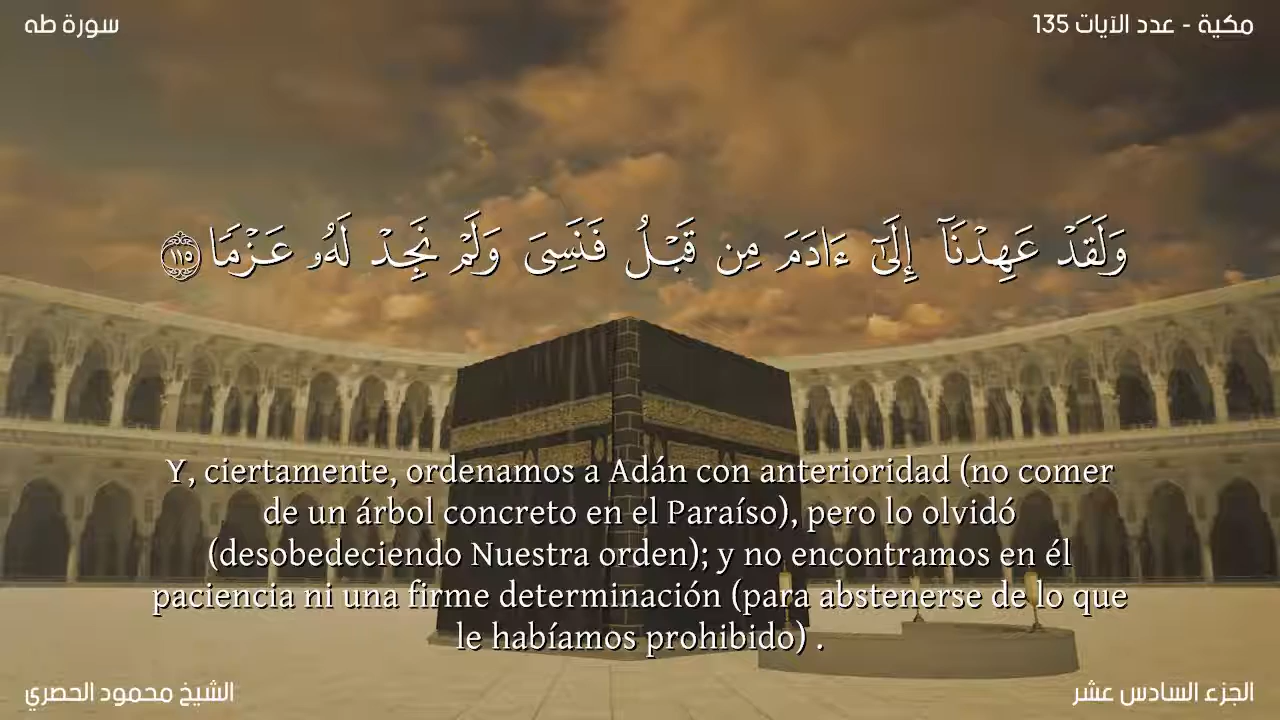 سورة طه
مكية - عدد الآيات 135
وَلَقَدْ عَهِدْنَآ إِلَىٰٓ ءَادَمَ مِن قَبْلُ فَنَسِىَ وَلَمْ نَجِدْ لَهُۥ عَزْمًا ١١٥
Y, ciertamente, ordenamos a Adán con anterioridad (no comer
de un árbol concreto en el Paraíso), pero lo olvidó
(desobedeciendo Nuestra orden); y no encontramos en él
paciencia ni una firme determinación (para abstenerse de lo que
le habíamos prohibido) .
الشيخ محمود الحصري
الجزء السادس عشر